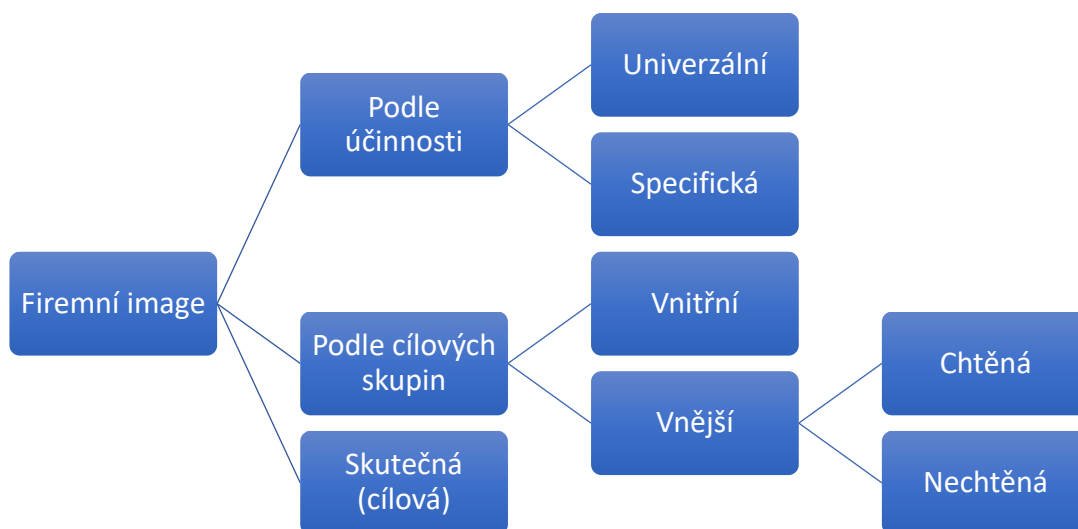 Firemní image
Podle
účinnosti
Univerzální
Specifická
Podle cílových
skupin
Vnitřní
Vnější
Chtěná
Nechtěná
Skutečná
(cílová)